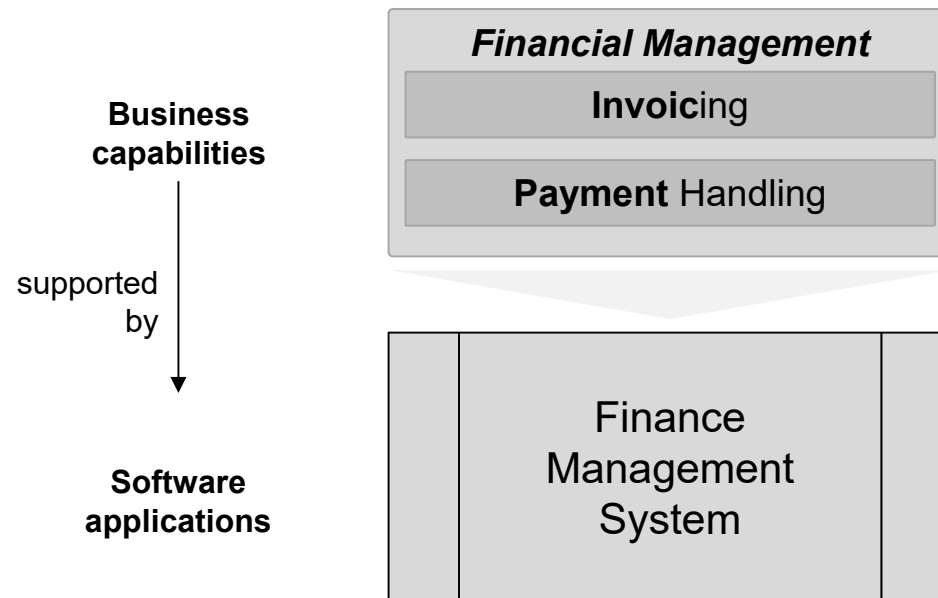 Financial Management
Invoicing
Payment Handling
Business
capabilities
supported
by
Software
applications
Finance
Management
System